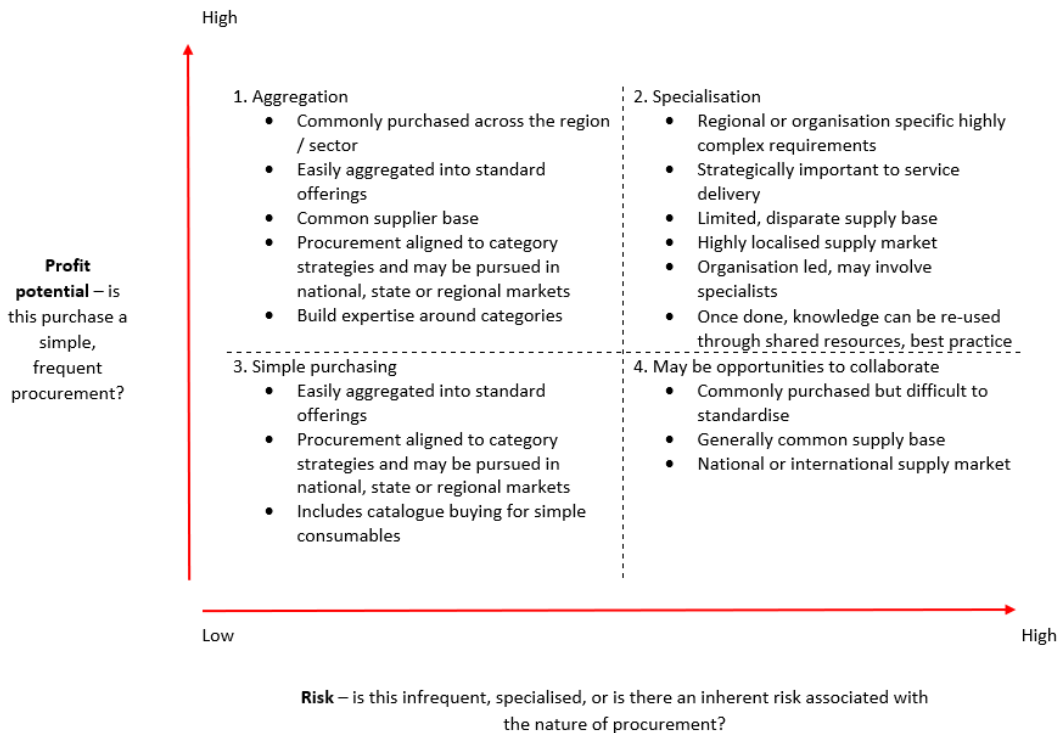 High
1. Aggregation
• Commonly purchased across the region
/ sector
• Easily aggregated into standard
offerings
• Common supplier base
• Procurement aligned to category
strategies and may be pursued in
national, state or regional markets
• Build expertise around categories
2. Specialisation
• Regional or organisation specific highly
complex requirements
• Strategically important to service
delivery
• Limited, disparate supply base
• Highly localised supply market
• Organisation led, may involve
specialists
• Once done, knowledge can be re-used
through shared resources, best practice
Profit
potential – is
this purchase a
simple,
frequent
procurement?
3. Simple purchasing
• Easily aggregated into standard
offerings
• Procurement aligned to category
strategies and may be pursued in
national, state or regional markets
• Includes catalogue buying for simple
consumables
4. May be opportunities to collaborate
• Commonly purchased but difficult to
standardise
• Generally common supply base
• National or international supply market
Low
High
Risk – is this infrequent, specialised, or is there an inherent risk associated with
the nature of procurement?